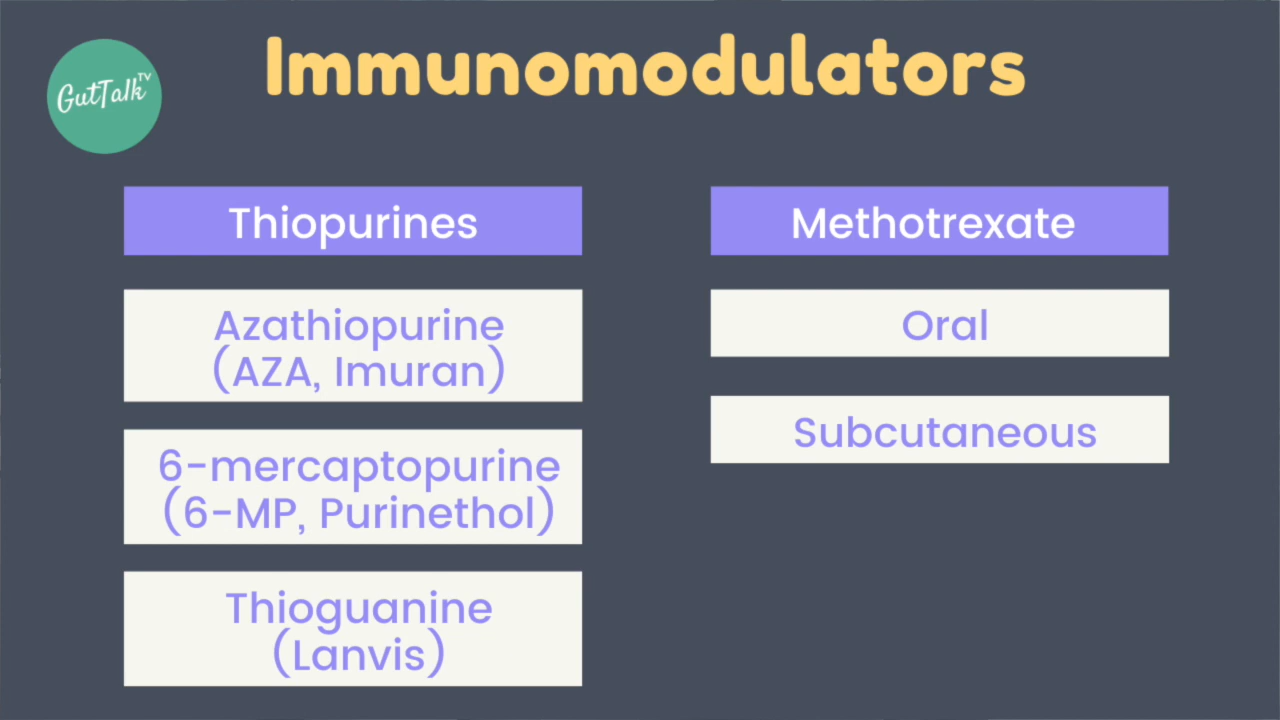 GutTalk TV
Immunomodulators
Thiopurines
Azathiopurine
(AZA, Imuran)
6-mercaptopurine
(6-MP, Purinethol)
Thioguanine
(Lanvis)
Methotrexate
Oral
Subcutaneous